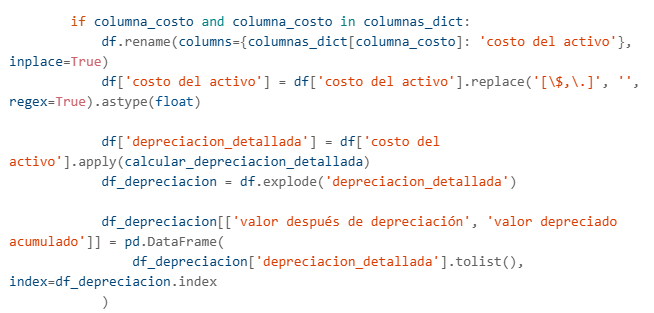 if columna_costo and columna_costo in columnas_dict:
df.rename(columns={columnas_dict[columna_costo]: 'costo del activo'},
inplace=True)
df['costo del activo'] = df['costo del activo'].replace('[\$,\.]', '',
regex=True).astype(float)
df['depreciacion_detallada'] = df['costo del
activo'].apply(calcular_depreciacion_detallada)
df_depreciacion = df.explode('depreciacion_detallada')
df_depreciacion[['valor después de depreciación', 'valor depreciado
acumulado']] = pd.DataFrame(
df_depreciacion['depreciacion_detallada'].tolist(),
index=df_depreciacion.index
)